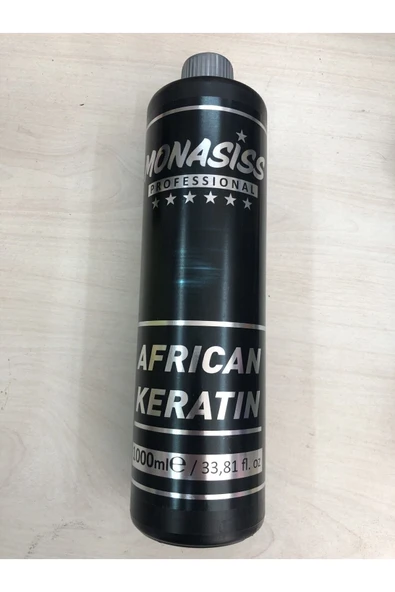 MONASISS
PROFESSIONAL
AFRICAN
KERATIN
1000ml℮ / 33,81 fl. oz